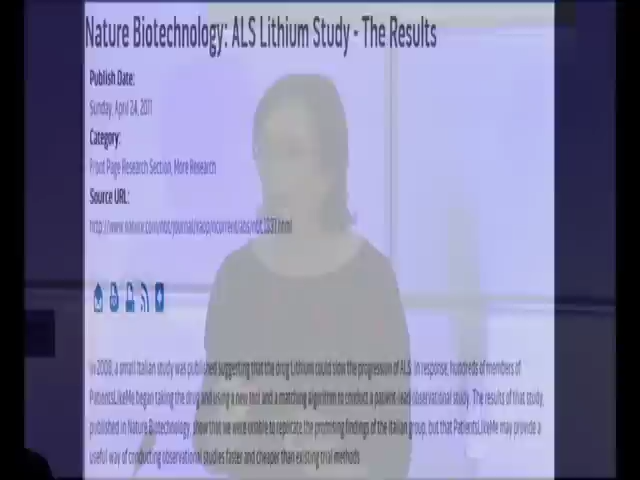 Nature Biotechnology: ALS Lithium Study - The Results
Publish Date:
Sunday, April 24, 2011
Category:
Front Page Research Section, More Research
Source URL:
In 2008, a small Italian study was published suggesting that the drug Lithium could slow the progression of ALS. In response, hundreds of members of
PatientsLikeMe began taking the drug and using a new tool and a matching algorithm to conduct a patient-lead observational study. The results of that study,
published in Nature Biotechnology, show that we were unable to replicate the promising findings of the Italian group, but that PatientsLikeMe may provide a
useful way of conducting observational studies faster and cheaper than existing trial methods